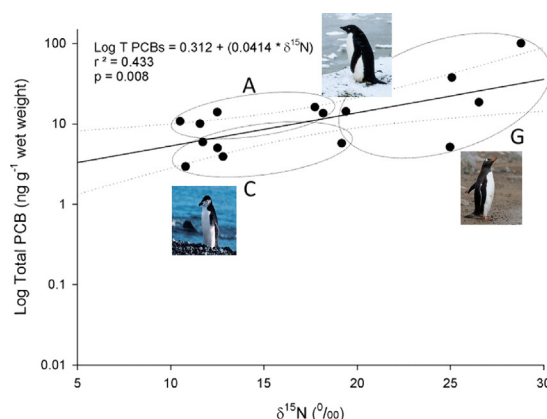 Log T PCBs = 0.312 + (0.0414 * δ15N)
r ² = 0.433
p = 0.008
A
C
G
100
10
1
0.1
0.01
Log Total PCB (ng g-1 wet weight)
5 10 15 20 25 30
δ15N (0/00)